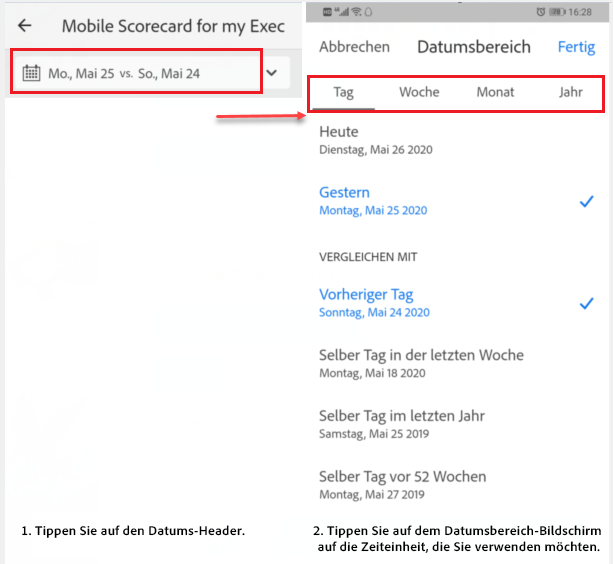 Mobile Scorecard for my Exec
Mo., Mai 25 vs. So., Mai 24
1. Tippen Sie auf den Datums-Header.
16:28
Abbrechen Datumsbereich Fertig
Tag Woche Monat Jahr
Heute
Dienstag, Mai 26 2020
Gestern
Montag, Mai 25 2020
VERGLEICHEN MIT
Vorheriger Tag
Sonntag, Mai 24 2020
Selber Tag in der letzten Woche
Montag, Mai 18 2020
Selber Tag im letzten Jahr
Samstag, Mai 25 2019
Selber Tag vor 52 Wochen
Montag, Mai 27 2019
2. Tippen Sie auf dem Datumsbereich-Bildschirm
auf die Zeiteinheit, die Sie verwenden möchten.